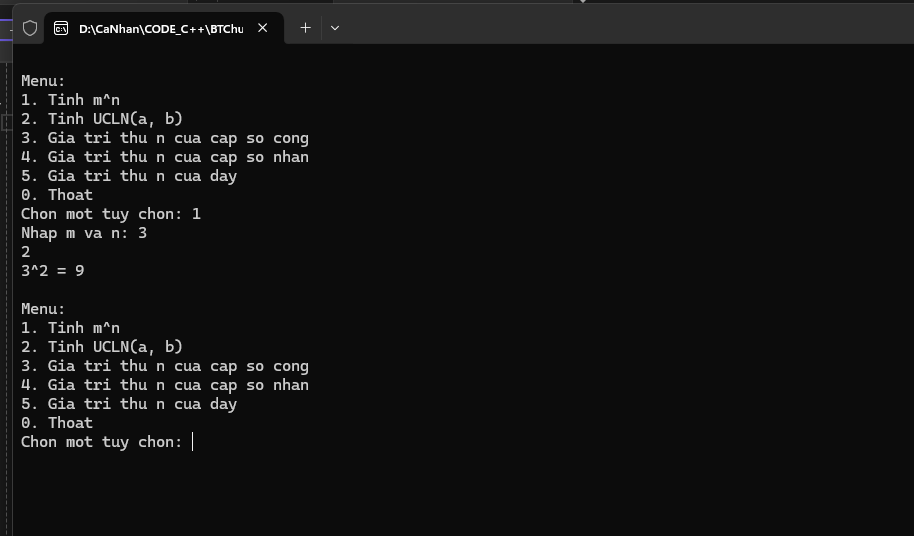 D:\CaNhan\CODE_C++\BTChu
Menu:
1. Tinh m^n
2. Tinh UCLN(a, b)
3. Gia tri thu n cua cap so cong
4. Gia tri thu n cua cap so nhan
5. Gia tri thu n cua day
0. Thoat
Chon mot tuy chon: 1
Nhap m va n: 3
2
3^2 = 9
Menu:
1. Tinh m^n
2. Tinh UCLN(a, b)
3. Gia tri thu n cua cap so cong
4. Gia tri thu n cua cap so nhan
5. Gia tri thu n cua day
0. Thoat
Chon mot tuy chon: